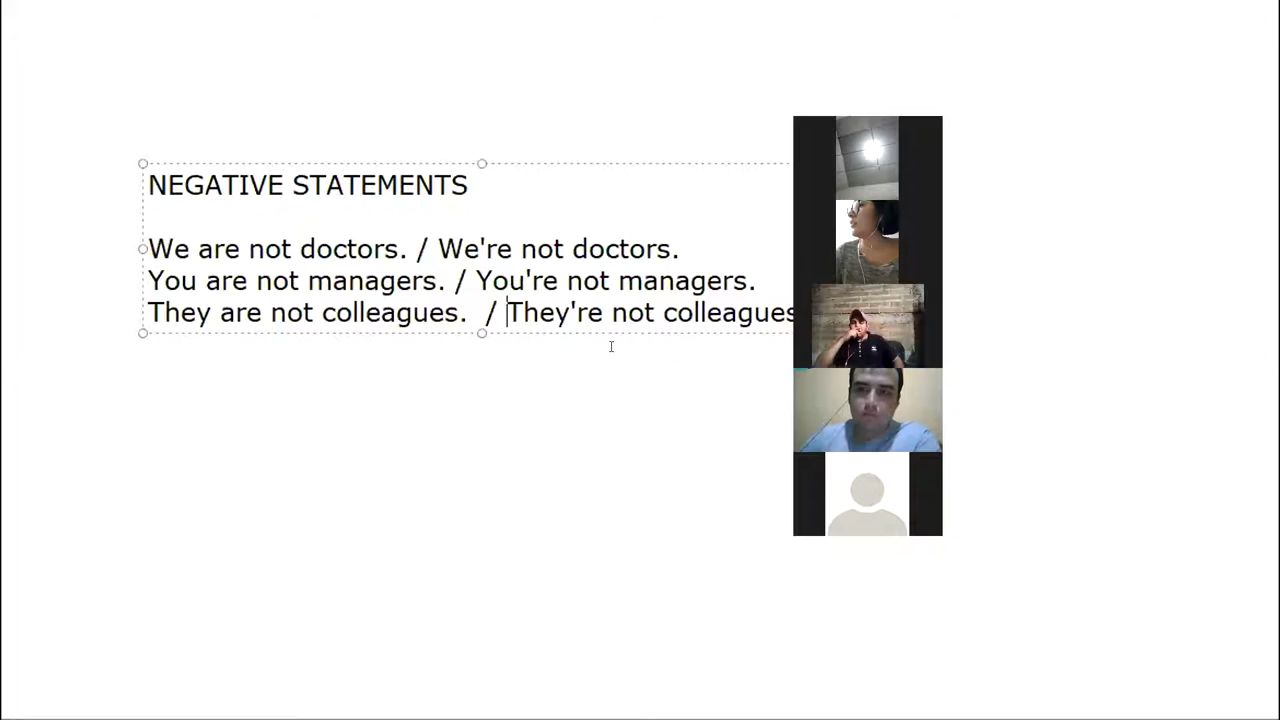 NEGATIVE STATEMENTS
We are not doctors. / We're not doctors.
You are not managers. / You're not managers.
They are not colleagues.  / They're not colleagues